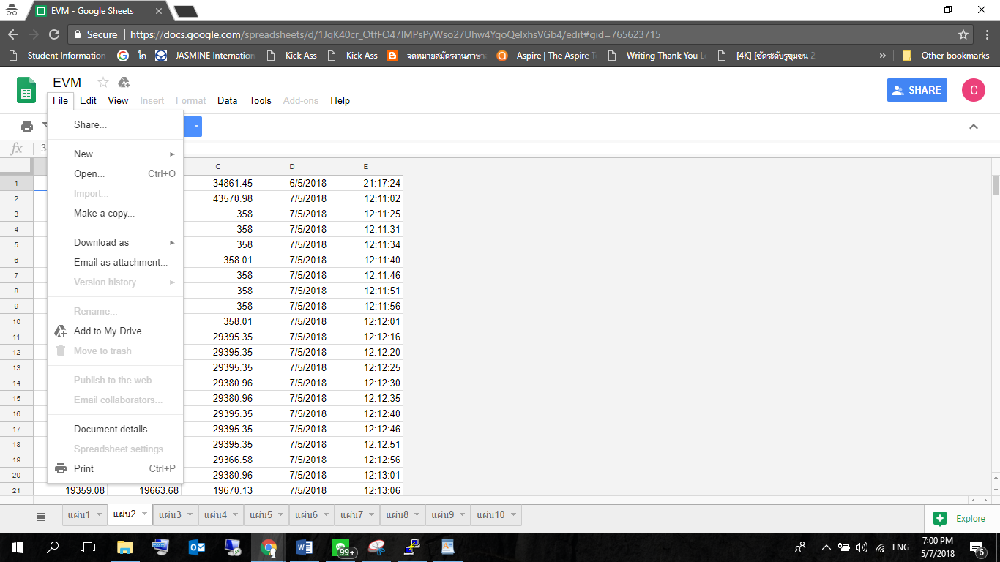 EVM - Google Sheets
Secure https://docs.google.com/spreadsheets/d/1JqK40cr_OtfFO47IMPsPyWso27Uhw4YqoQelxhsVGb4/edit#gid=765623715
Student Information ไก JASMINE Internation Kick Ass Kick Ass จดหมายสมัครงานภาษา Aspire | The Aspire T Writing Thank You L [4K] [ซัดระดับรูขุมขน 2 » Other bookmarks
EVM
SHARE C
File Edit View Insert Format Data Tools Add-ons Help
fx 3
Share...
New
Open... Ctrl+O
Import...
Make a copy...
Download as
Email as attachment...
Version history
Rename...
Add to My Drive
Move to trash
Publish to the web...
Email collaborators...
Document details...
Spreadsheet settings...
Print Ctrl+P
C D E
1 34861.45 6/5/2018 21:17:24
2 43570.98 7/5/2018 12:11:02
3 358 7/5/2018 12:11:25
4 358 7/5/2018 12:11:31
5 358 7/5/2018 12:11:34
6 358.01 7/5/2018 12:11:40
7 358 7/5/2018 12:11:46
8 358 7/5/2018 12:11:51
9 358 7/5/2018 12:11:56
10 358.01 7/5/2018 12:12:01
11 29395.35 7/5/2018 12:12:16
12 29395.35 7/5/2018 12:12:20
13 29395.35 7/5/2018 12:12:25
14 29380.96 7/5/2018 12:12:30
15 29380.96 7/5/2018 12:12:35
16 29395.35 7/5/2018 12:12:40
17 29395.35 7/5/2018 12:12:46
18 29395.35 7/5/2018 12:12:51
19 29366.58 7/5/2018 12:12:56
20 29380.96 7/5/2018 12:13:01
21 19359.08 19663.68 19670.13 7/5/2018 12:13:06
แผ่น1 แผ่น2 แผ่น3 แผ่น4 แผ่น5 แผ่น6 แผ่น7 แผ่น8 แผ่น9 แผ่น10 Explore
99+ ENG 7:00 PM
5/7/2018 6